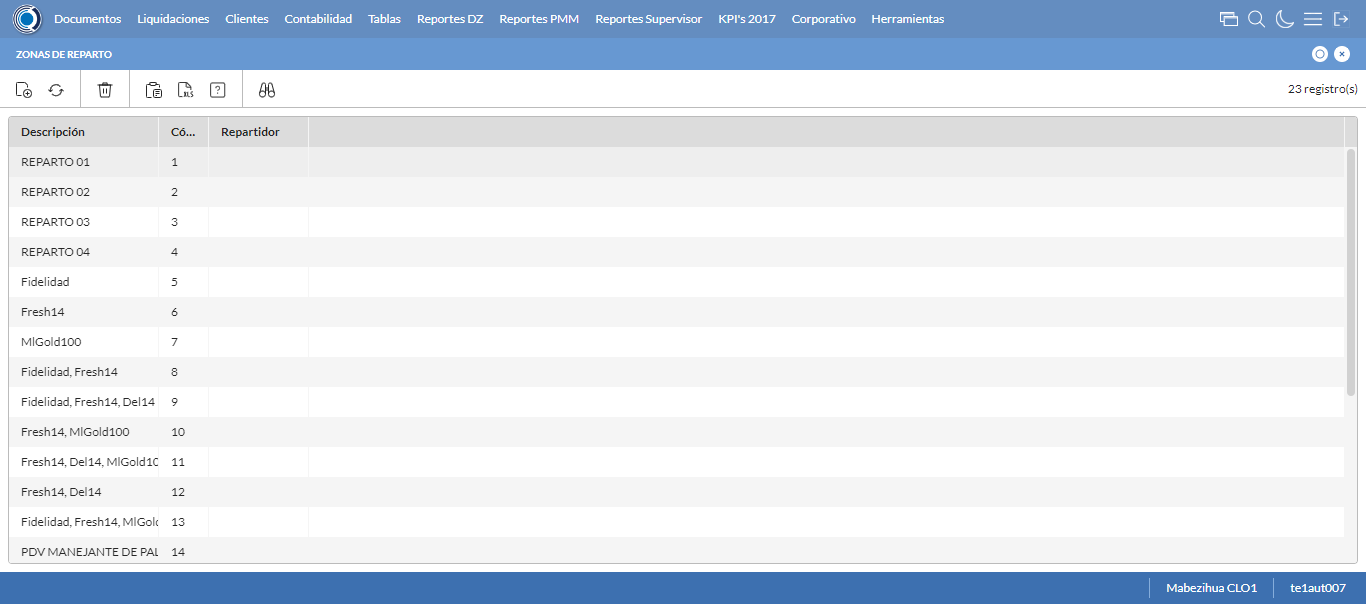 Documentos Liquidaciones Clientes Contabilidad Tablas Reportes DZ Reportes PMM Reportes Supervisor KPI's 2017 Corporativo Herramientas
ZONAS DE REPARTO
XLS ? 23 registro(s)
Descripción Có... Repartidor
REPARTO 01 1
REPARTO 02 2
REPARTO 03 3
REPARTO 04 4
Fidelidad 5
Fresh14 6
MlGold100 7
Fidelidad, Fresh14 8
Fidelidad, Fresh14, Del14 9
Fresh14, MlGold100 10
Fresh14, Del14, MlGold10 11
Fresh14, Del14 12
Fidelidad, Fresh14, MlGol 13
PDV MANEJANTE DE PAL 14
Mabezihua CLO1 te1aut007